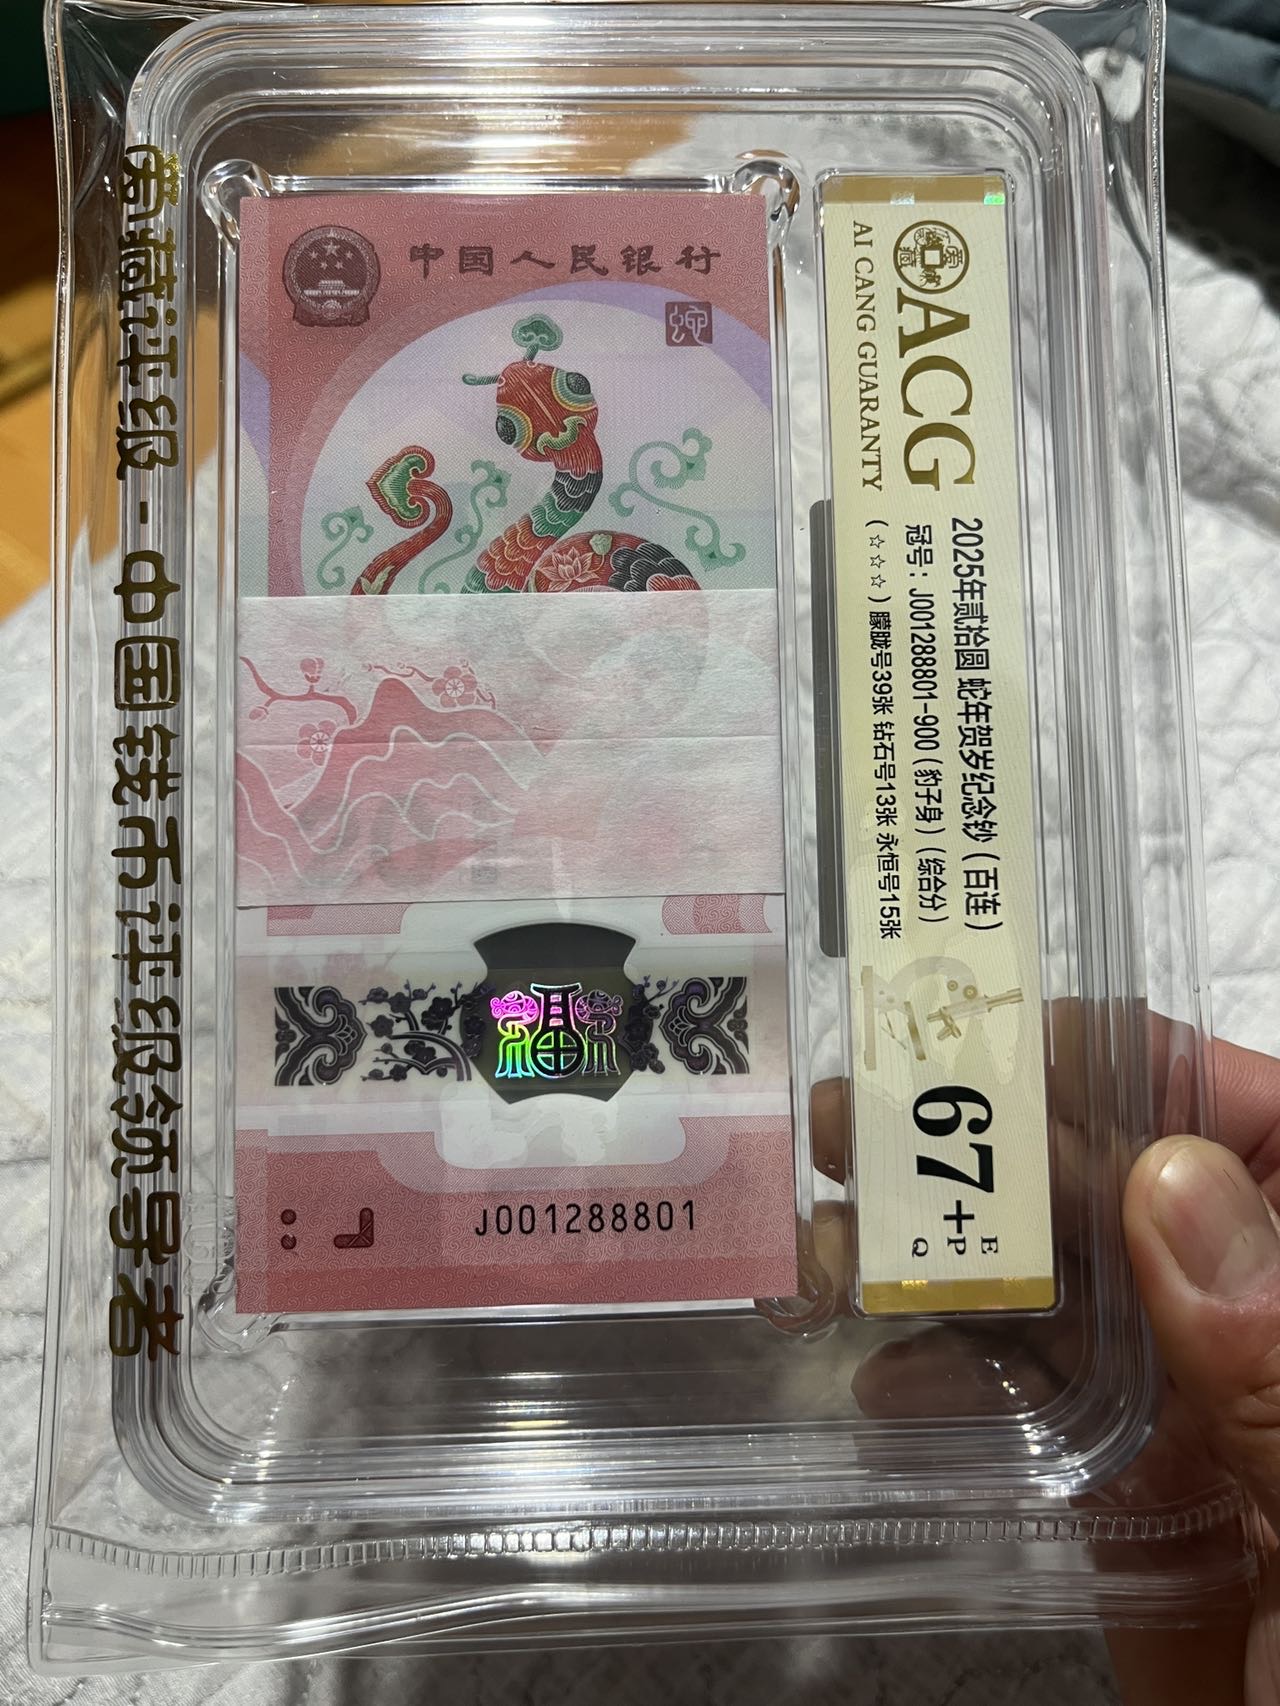 爱藏评级 - 中国钱币评级领导者
中国人民银行
蛇
福
J001288801
ACG
AI CANG GUARANTY
2025年贰拾圆 蛇年贺岁纪念钞(百连)
冠号:J001288801-900(豹子身)(综合分)
(☆☆☆)朦胧号39张 钻石号13张 永恒号15张
67+
E
P
Q